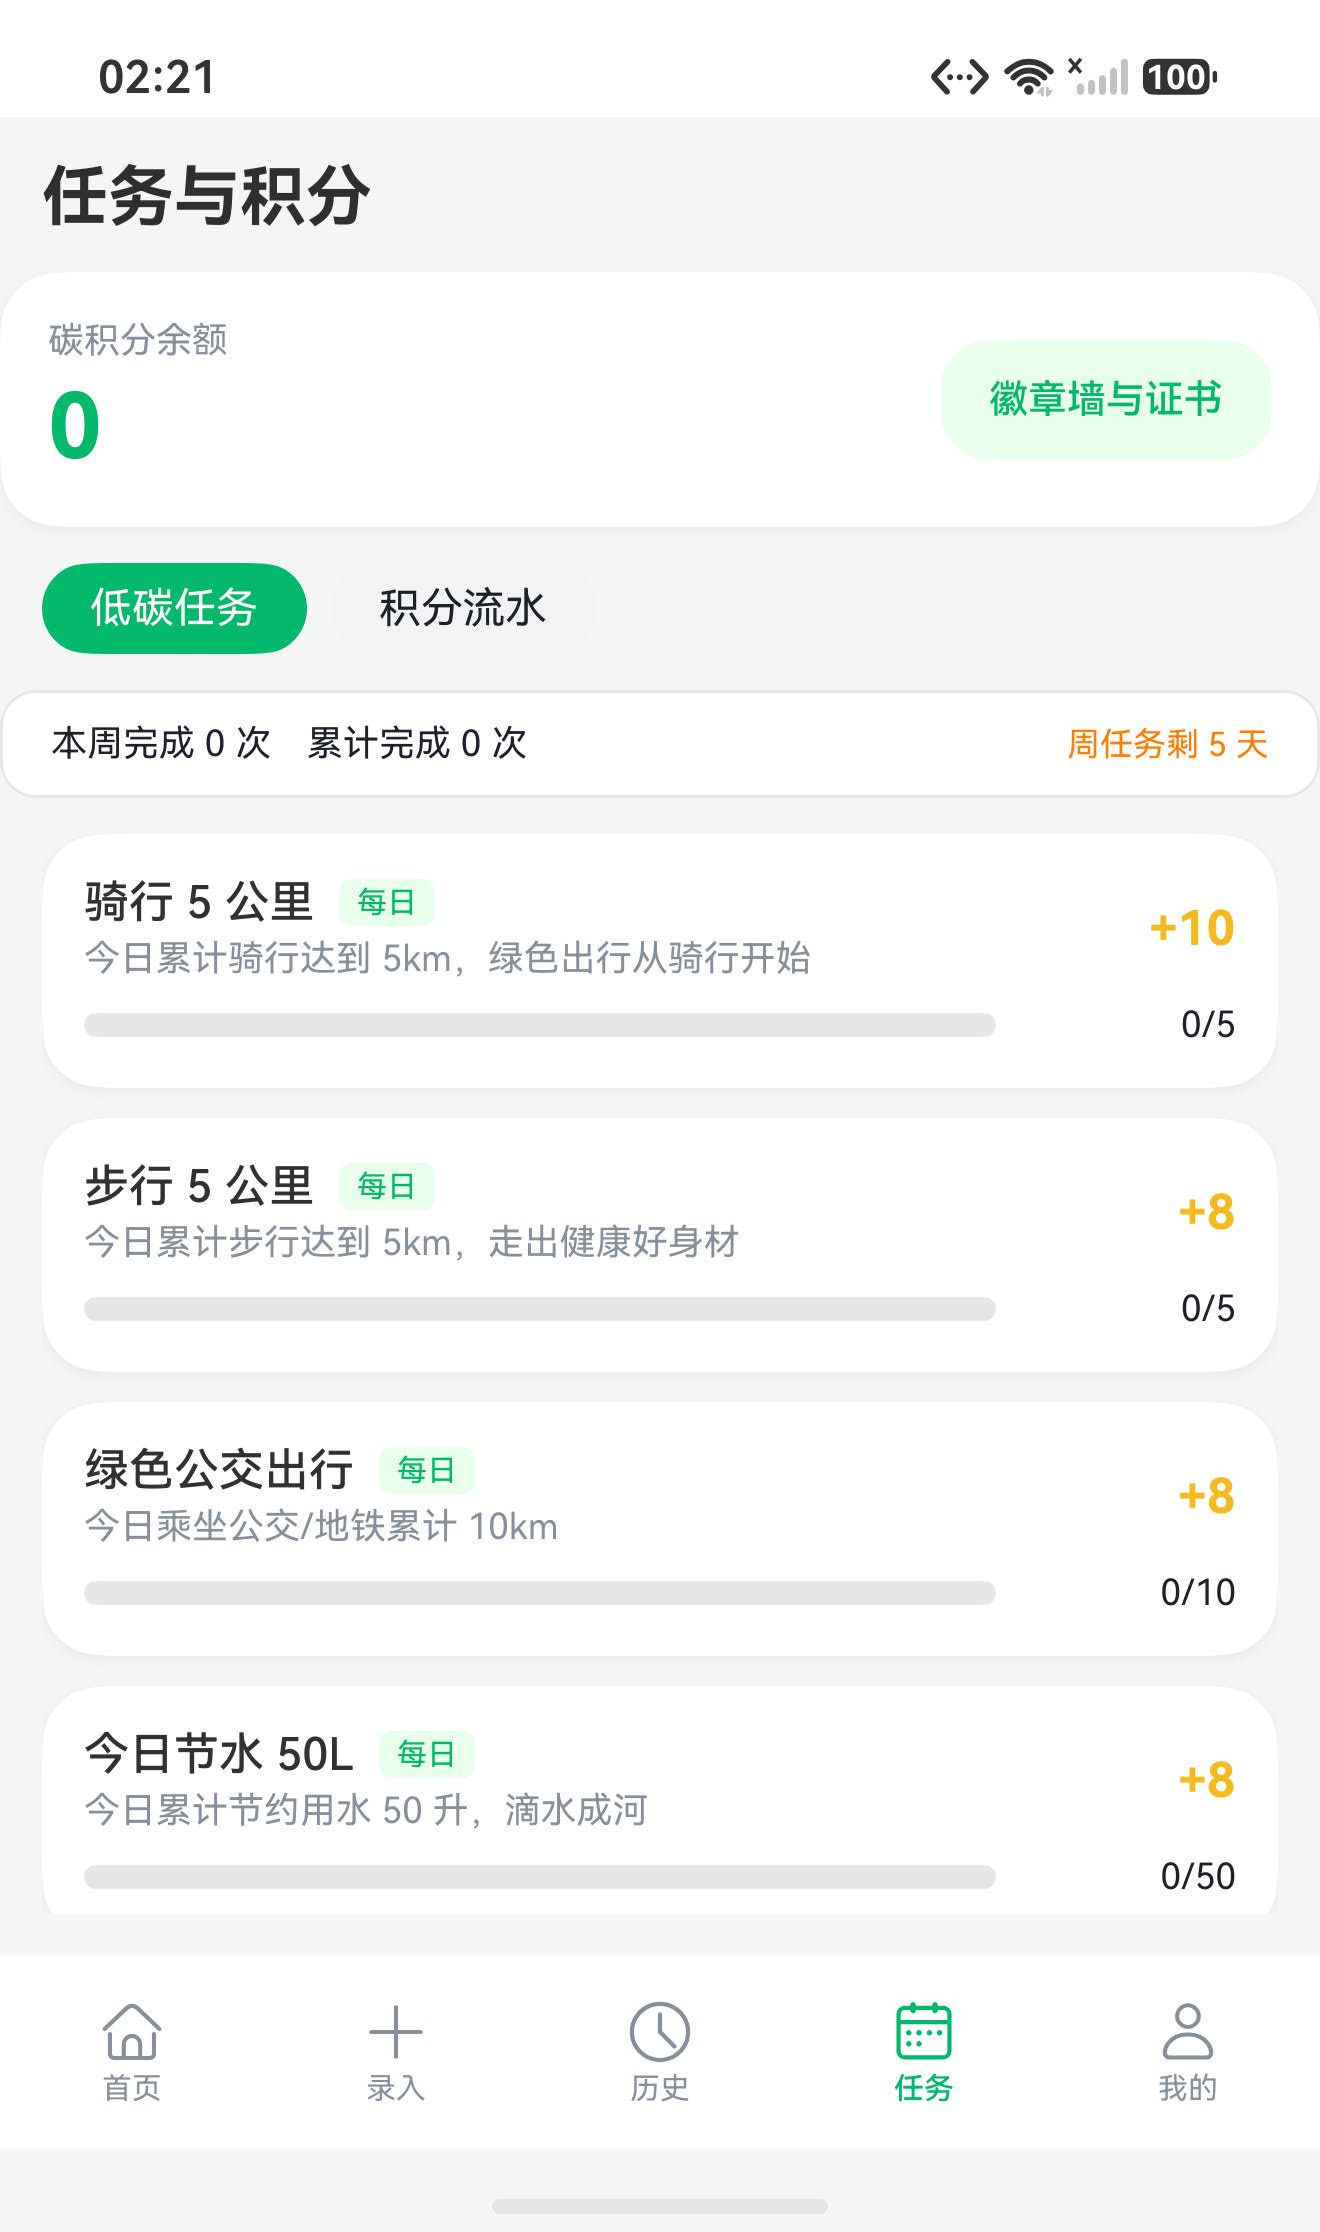 02:21
100
任务与积分
碳积分余额
0
徽章墙与证书
低碳任务 积分流水
本周完成 0 次 累计完成 0 次 周任务剩 5 天
骑行 5 公里 每日
今日累计骑行达到 5km，绿色出行从骑行开始
+10
0/5
步行 5 公里 每日
今日累计步行达到 5km，走出健康好身材
+8
0/5
绿色公交出行 每日
今日乘坐公交/地铁累计 10km
+8
0/10
今日节水 50L 每日
今日累计节约用水 50 升，滴水成河
+8
0/50
首页 录入 历史 任务 我的